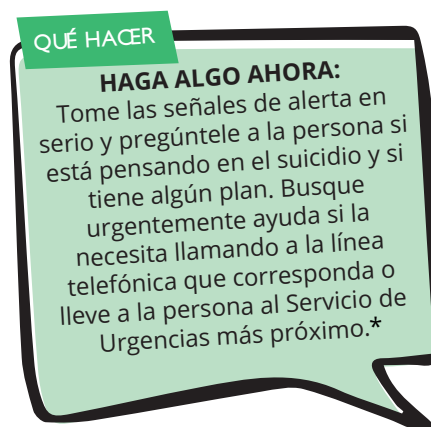 QUÉ HACER
HAGA ALGO AHORA:
Tome las señales de alerta en
serio y pregúntele a la persona si
está pensando en el suicidio y si
tiene algún plan. Busque
urgentemente ayuda si la
necesita llamando a la línea
telefónica que corresponda o
lleve a la persona al Servicio de
Urgencias más próximo.*